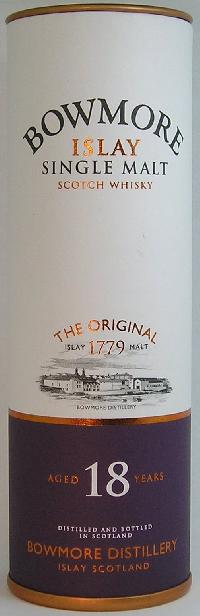 BOWMORE
ISLAY
SINGLE MALT
SCOTCH WHISKY
THE ORIGINAL
ISLAY 1779 MALT
BOWMORE DISTILLERY
AGED 18 YEARS
DISTILLED AND BOTTLED
IN SCOTLAND
BOWMORE DISTILLERY
ISLAY SCOTLAND